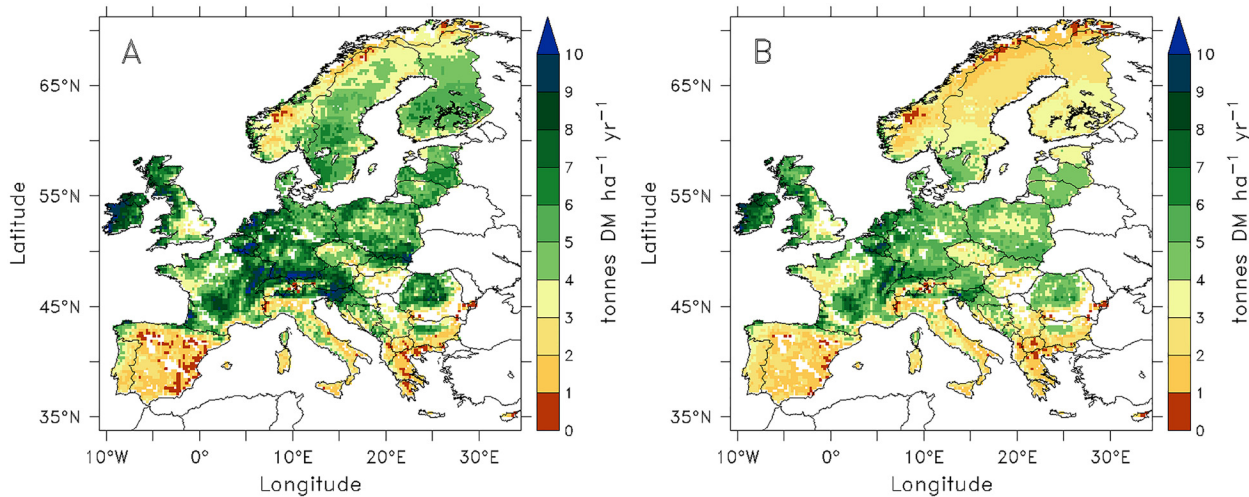 A
B
65°N
55°N
45°N
35°N
Latitude
10°W 0° 10°E 20°E 30°E
Longitude
10
9
8
7
6
5
4
3
2
1
0
tonnes DM ha⁻¹ yr⁻¹
65°N
55°N
45°N
35°N
Latitude
10°W 0° 10°E 20°E 30°E
Longitude
10
9
8
7
6
5
4
3
2
1
0
tonnes DM ha⁻¹ yr⁻¹